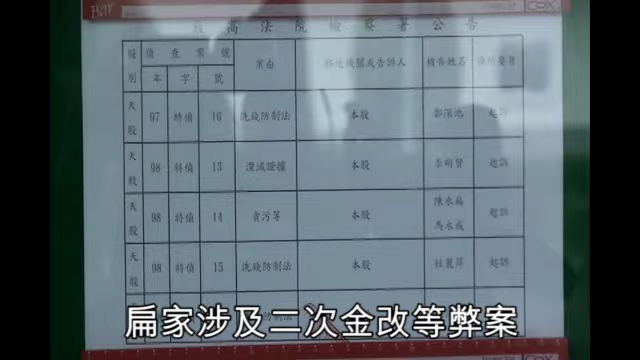 最高法院檢察署公告
股別 偵查案號 案由 移送機關或告訴人 被告姓名 偵結要旨
年 字 號
天股 97 特偵 16 洗錢防制法 本股 郭深池 起訴
天股 98 特偵 13 湮滅證據 本股 李明賢 起訴
天股 98 特偵 14 貪污等 本股 陳水扁 馬永成 起訴
天股 98 特偵 15 洗錢防制法 本股 杜麗萍 起訴
扁家涉及二次金改等弊案